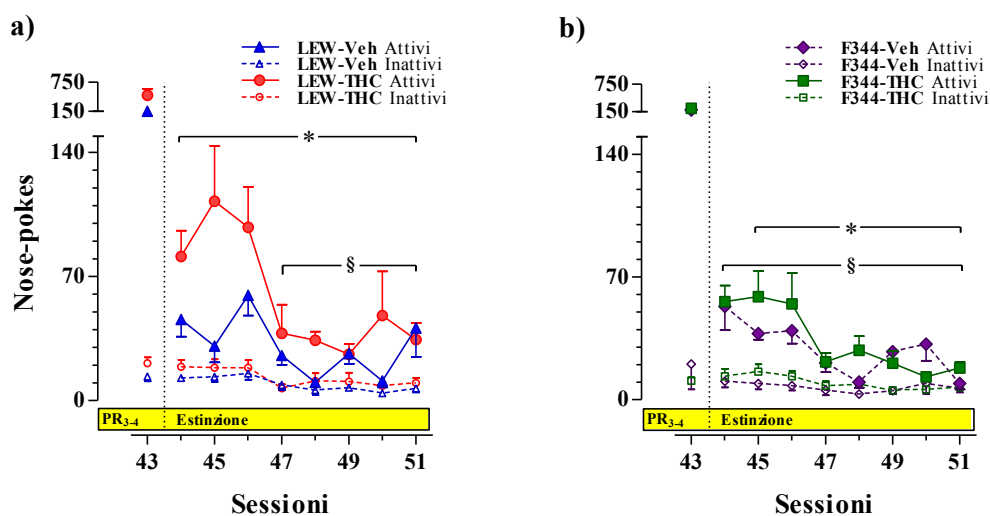 a)
LEW-Veh Attivi
LEW-Veh Inattivi
LEW-THC Attivi
LEW-THC Inattivi
750
150
140
70
0
Nose-pokes
*
§
PR3-4 Estinzione
43 45 47 49 51
Sessioni
b)
F344-Veh Attivi
F344-Veh Inattivi
F344-THC Attivi
F344-THC Inattivi
750
150
140
70
0
*
§
PR3-4 Estinzione
43 45 47 49 51
Sessioni